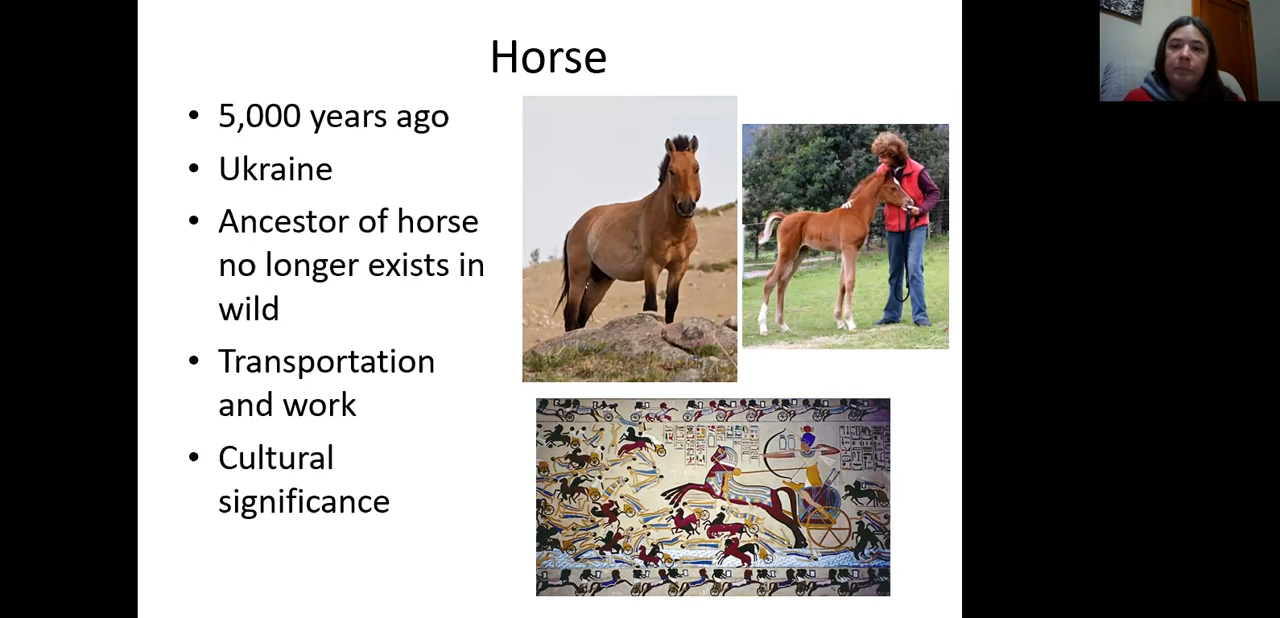 Horse
• 5,000 years ago
• Ukraine
• Ancestor of horse
no longer exists in
wild
• Transportation
and work
• Cultural
significance